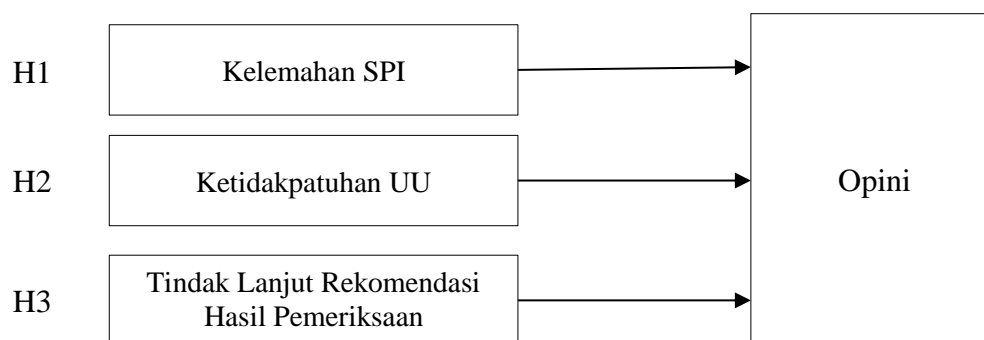 H1
Kelemahan SPI
H2
Ketidakpatuhan UU
Opini
H3
Tindak Lanjut Rekomendasi
Hasil Pemeriksaan